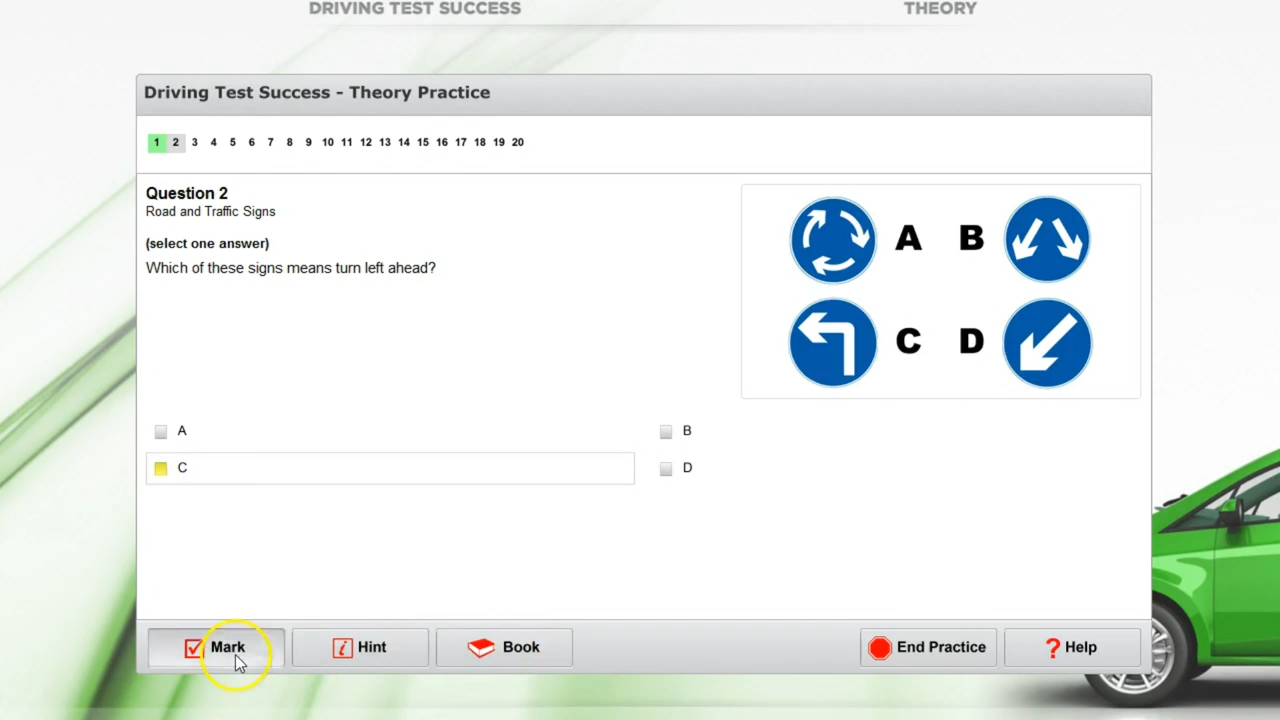 DRIVING TEST SUCCESS THEORY
Driving Test Success - Theory Practice
1 2 3 4 5 6 7 8 9 10 11 12 13 14 15 16 17 18 19 20
Question 2
Road and Traffic Signs
(select one answer)
Which of these signs means turn left ahead?
A B
C D
A B
C D
Mark Hint Book End Practice Help